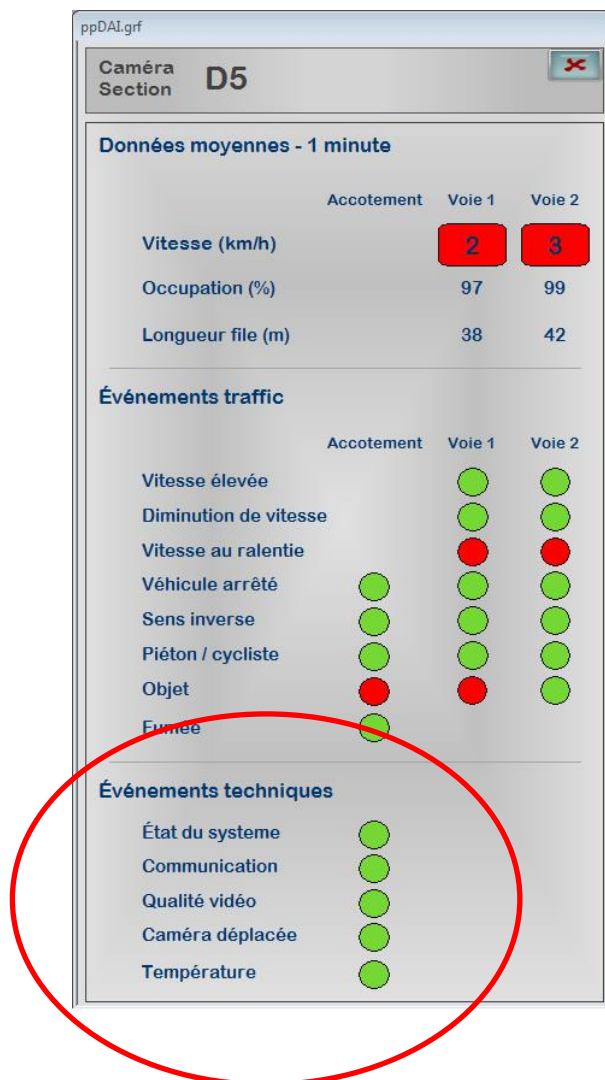 ppDAI.grf
Caméra
Section D5
Données moyennes - 1 minute
Accotement Voie 1 Voie 2
Vitesse (km/h) 2 3
Occupation (%) 97 99
Longueur file (m) 38 42
Événements traffic
Accotement Voie 1 Voie 2
Vitesse élevée
Diminution de vitesse
Vitesse au ralentie
Véhicule arrêté
Sens inverse
Piéton / cycliste
Objet
Fumée
Événements techniques
État du systeme
Communication
Qualité vidéo
Caméra déplacée
Température